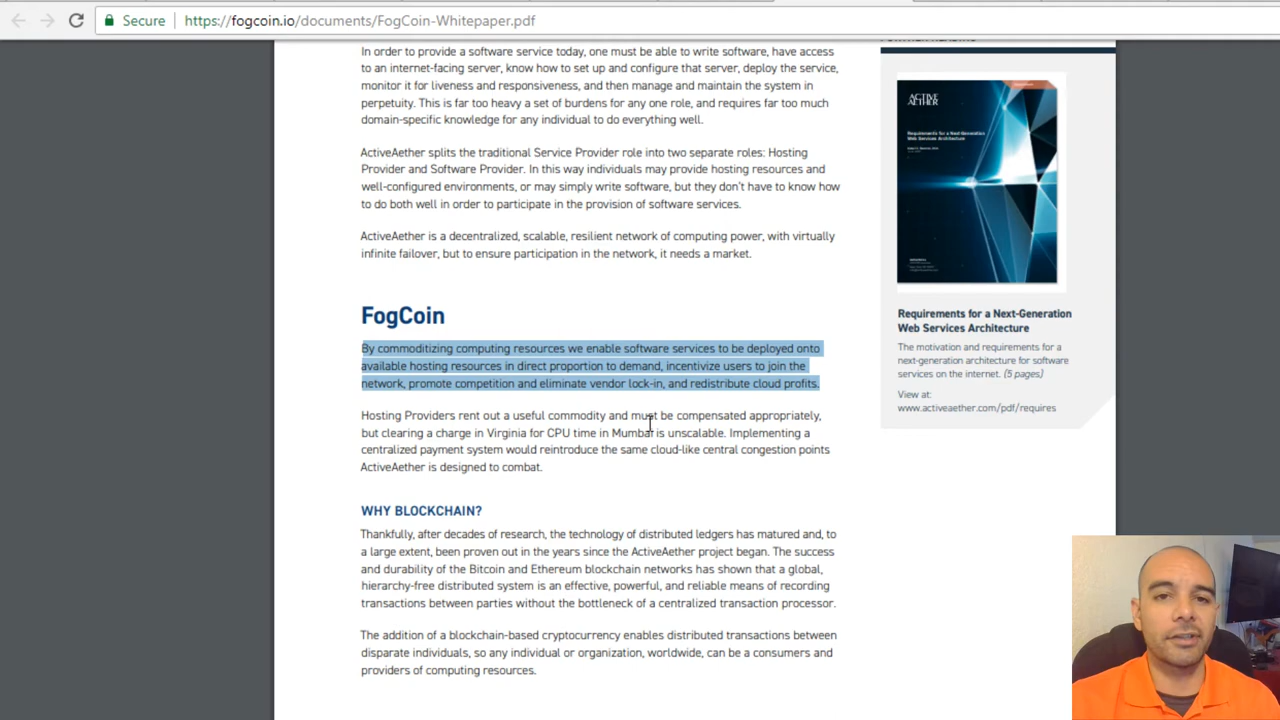 Secure
https://fogcoin.io/documents/FogCoin-Whitepaper.pdf
In order to provide a software service today, one must be able to write software, have access
to an internet-facing server, know how to set up and configure that server, deploy the service,
monitor it for liveness and responsiveness, and then manage and maintain the system in
perpetuity. This is far too heavy a set of burdens for any one role, and requires far too much
domain-specific knowledge for any individual to do everything well.
ActiveAether splits the traditional Service Provider role into two separate roles: Hosting
Provider and Software Provider. In this way individuals may provide hosting resources and
well-configured environments, or may simply write software, but they don't have to know how
to do both well in order to participate in the provision of software services.
ActiveAether is a decentralized, scalable, resilient network of computing power, with virtually
infinite failover, but to ensure participation in the network, it needs a market.
FogCoin
By commoditizing computing resources we enable software services to be deployed onto
available hosting resources in direct proportion to demand, incentivize users to join the
network, promote competition and eliminate vendor lock-in, and redistribute cloud profits.
Hosting Providers rent out a useful commodity and must be compensated appropriately,
but clearing a charge in Virginia for CPU time in Mumbai is unscalable. Implementing a
centralized payment system would reintroduce the same cloud-like central congestion points
ActiveAether is designed to combat.
WHY BLOCKCHAIN?
Thankfully, after decades of research, the technology of distributed ledgers has matured and, to
a large extent, been proven out in the years since the ActiveAether project began. The success
and durability of the Bitcoin and Ethereum blockchain networks has shown that a global,
hierarchy-free distributed system is an effective, powerful, and reliable means of recording
transactions between parties without the bottleneck of a centralized transaction processor.
The addition of a blockchain-based cryptocurrency enables distributed transactions between
disparate individuals, so any individual or organization, worldwide, can be a consumers and
providers of computing resources.
ACTIVE
AETHER
Requirements for a Next-Generation
Web Services Architecture
Requirements for a Next-Generation
Web Services Architecture
The motivation and requirements for a
next-generation architecture for software
services on the internet. (5 pages)
View at:
www.activeaether.com/pdf/requires